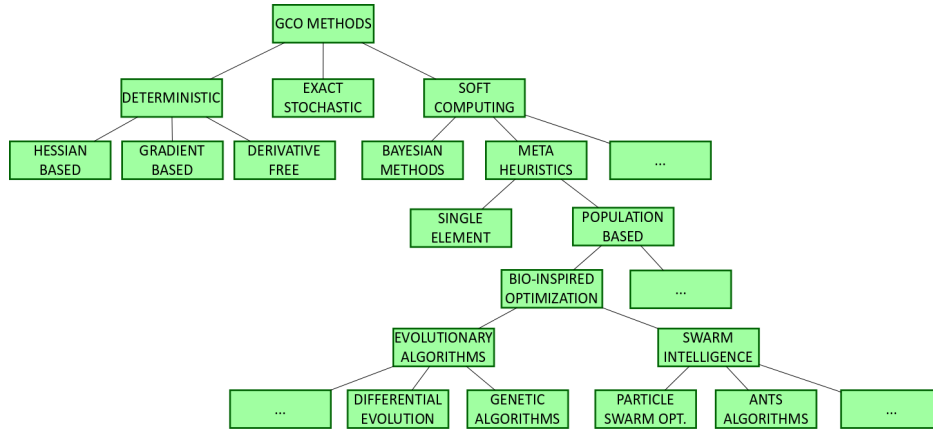 GCO METHODS
DETERMINISTIC
EXACT
STOCHASTIC
SOFT
COMPUTING
HESSIAN
BASED
GRADIENT
BASED
DERIVATIVE
FREE
BAYESIAN
METHODS
META
HEURISTICS
...
SINGLE
ELEMENT
POPULATION
BASED
BIO-INSPIRED
OPTIMIZATION
...
EVOLUTIONARY
ALGORITHMS
SWARM
INTELLIGENCE
...
DIFFERENTIAL
EVOLUTION
GENETIC
ALGORITHMS
PARTICLE
SWARM OPT.
ANTS
ALGORITHMS
...